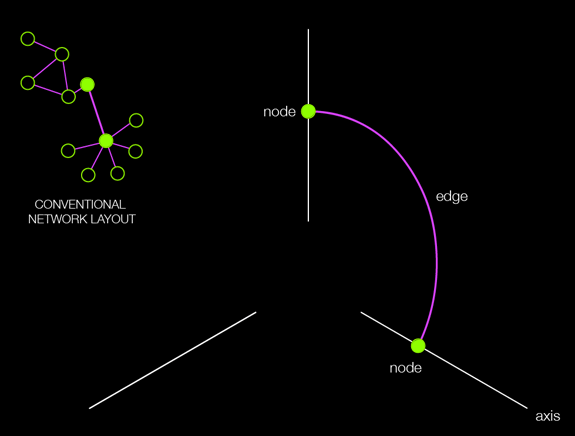 node
edge
CONVENTIONAL
NETWORK LAYOUT
node
axis